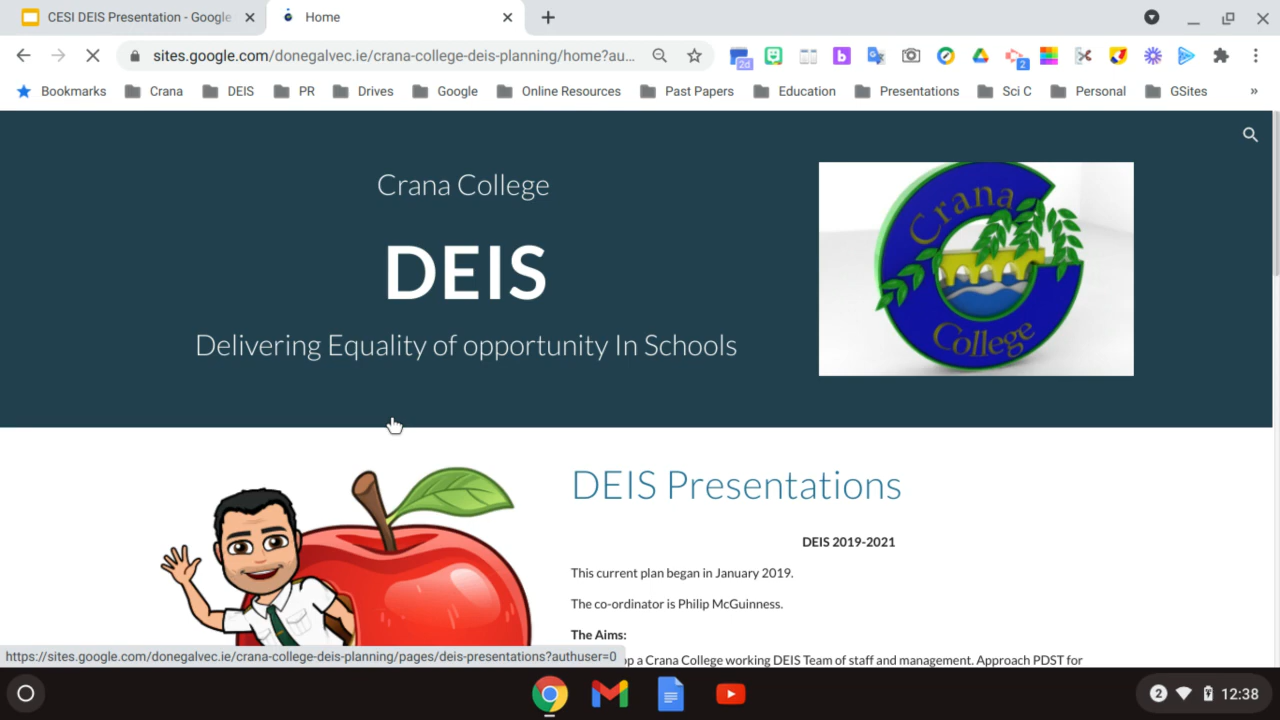 CESI DEIS Presentation - Google
Home
sites.google.com/donegalvec.ie/crana-college-deis-planning/home?au...
2d
2
Bookmarks
Crana
DEIS
PR
Drives
Google
Online Resources
Past Papers
Education
Presentations
Sci C
Personal
GSites
»
Crana College
DEIS
Delivering Equality of opportunity In Schools
Crana
College
DEIS Presentations
DEIS 2019-2021
This current plan began in January 2019.
The co-ordinator is Philip McGuinness.
The Aims:
op a Crana College working DEIS Team of staff and management. Approach PDST for
https://sites.google.com/donegalvec.ie/crana-college-deis-planning/pages/deis-presentations?authuser=0
2
12:38